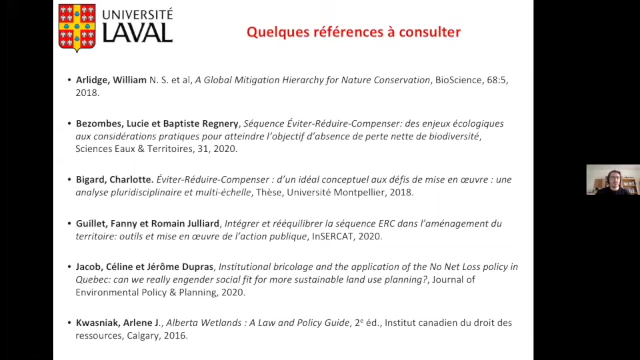 UNIVERSITÉ
LAVAL
Quelques références à consulter
• Arlidge, William N. S. et al, A Global Mitigation Hierarchy for Nature Conservation, BioScience, 68:5,
2018.
• Bezombes, Lucie et Baptiste Regnery, Séquence Éviter-Réduire-Compenser: des enjeux écologiques
aux considérations pratiques pour atteindre l'objectif d'absence de perte nette de biodiversité,
Sciences Eaux & Territoires, 31, 2020.
• Bigard, Charlotte. Éviter-Réduire-Compenser : d'un idéal conceptuel aux défis de mise en œuvre : une
analyse pluridisciplinaire et multi-échelle, Thèse, Université Montpellier, 2018.
• Guillet, Fanny et Romain Julliard, Intégrer et rééquilibrer la séquence ERC dans l'aménagement du
territoire: outils et mise en œuvre de l'action publique, InSERCAT, 2020.
• Jacob, Céline et Jérôme Dupras, Institutional bricolage and the application of the No Net Loss policy in
Quebec: can we really engender social fit for more sustainable land use planning?, Journal of
Environmental Policy & Planning, 2020.
• Kwasniak, Arlene J., Alberta Wetlands : A Law and Policy Guide, 2e éd., Institut canadien du droit des
ressources, Calgary, 2016.